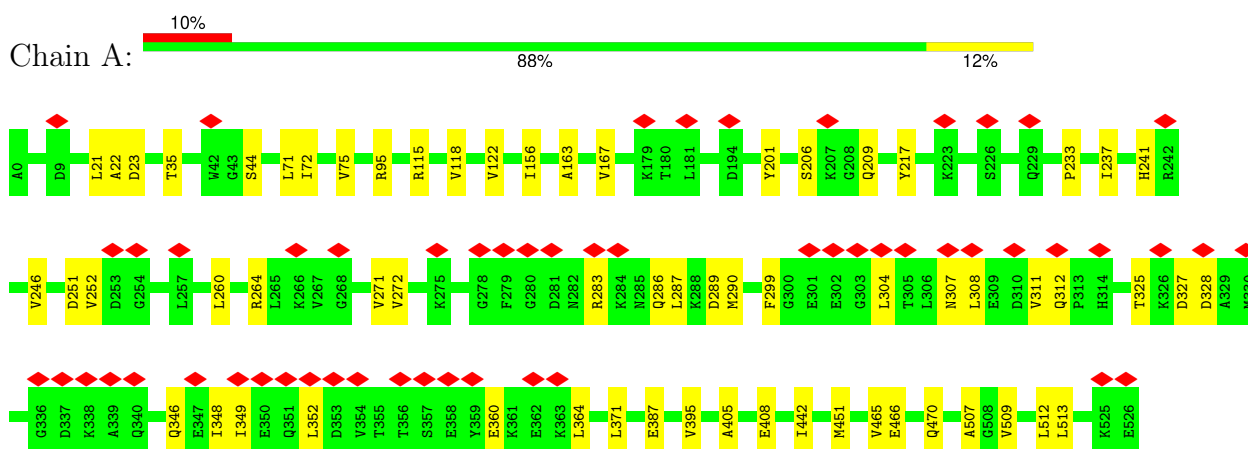 10%
Chain A:
88% 12%
A0 D9 L21 A22 D23 T35 W42 G43 S44 L71 I72 V75 R95 R115 V118 V122 I156 A163 V167 K179 T180 L181 D194 Y201 S206 K207 G208 Q209 Y217 K223 S226 Q229 P233 I237 H241 R242
V246 D251 V252 D253 G254 L257 L260 R264 L265 K266 V267 G268 V271 V272 K275 G278 F279 G280 D281 N282 R283 K284 N285 Q286 L287 K288 D289 M290 F299 G300 E301 E302 G303 L304 T305 L306 N307 L308 E309 D310 V311 Q312 P313 H314 T325 K326 D327 D328 A329
G336 D337 K338 A339 Q340 Q346 E347 I348 I349 E350 Q351 L352 D353 V354 T355 T356 S357 E358 Y359 E360 K361 E362 K363 L364 L371 E387 V395 A405 E408 I442 M451 V465 E466 Q470 A507 G508 V509 L512 L513 K525 E526